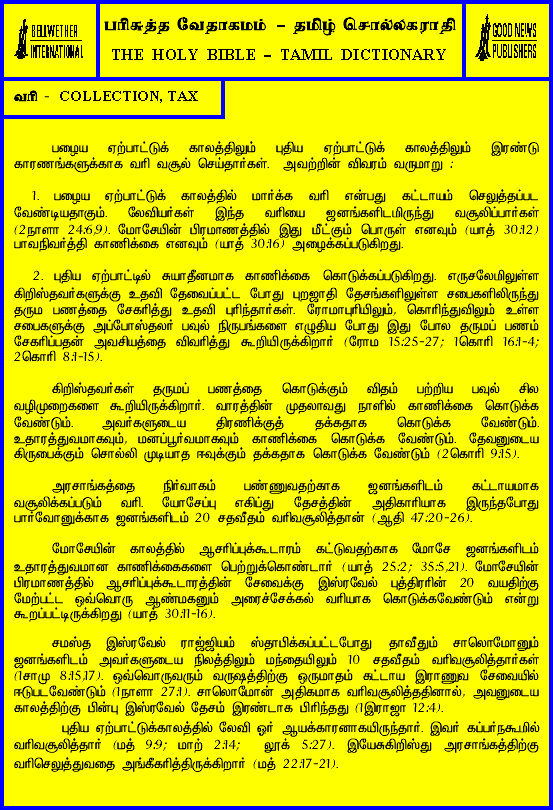 BELLWETHER
INTERNATIONAL
பரிசுத்த வேதாகமம் - தமிழ் சொல்லகராதி
THE HOLY BIBLE - TAMIL DICTIONARY
GOOD NEWS
PUBLISHERS
வரி - COLLECTION, TAX
பழைய ஏற்பாட்டுக் காலத்திலும் புதிய ஏற்பாட்டுக் காலத்திலும் இரண்டு
காரணங்களுக்காக வரி வசூல் செய்தார்கள். அவற்றின் விவரம் வருமாறு :
1. பழைய ஏற்பாட்டுக் காலத்தில் மார்க்க வரி என்பது கட்டாயம் செலுத்தப்பட
வேண்டியதாகும். லேவியர்கள் இந்த வரியை ஜனங்களிடமிருந்து வசூலிப்பார்கள்
(2நாளா 24:6,9). மோசேயின் பிரமாணத்தில் இது மீட்கும் பொருள் எனவும் (யாத் 30:12)
பாவநிவர்த்தி காணிக்கை எனவும் (யாத் 30:16) அழைக்கப்படுகிறது.
2. புதிய ஏற்பாட்டில் சுயாதீனமாக காணிக்கை கொடுக்கப்படுகிறது. எருசலேமிலுள்ள
கிறிஸ்தவர்களுக்கு உதவி தேவைப்பட்ட போது புறஜாதி தேசங்களிலுள்ள சபைகளிலிருந்து
தரும பணத்தை சேகரித்து உதவி புரிந்தார்கள். ரோமாபுரியிலும், கொரிந்துவிலும் உள்ள
சபைகளுக்கு அப்போஸ்தலர் பவுல் நிருபங்களை எழுதிய போது இது போல தருமப் பணம்
சேகரிப்பதன் அவசியத்தை விவரித்து கூறியிருக்கிறார் (ரோம 15:25-27; 1கொரி 16:1-4;
2கொரி 8:1-15).
கிறிஸ்தவர்கள் தருமப் பணத்தை கொடுக்கும் விதம் பற்றிய பவுல் சில
வழிமுறைகளை கூறியிருக்கிறார். வாரத்தின் முதலாவது நாளில் காணிக்கை கொடுக்க
வேண்டும். அவர்களுடைய திராணிக்குத் தக்கதாக கொடுக்க வேண்டும்.
உதாரத்துவமாகவும், மனப்பூர்வமாகவும் காணிக்கை கொடுக்க வேண்டும். தேவனுடைய
கிருபைக்கும் சொல்லி முடியாத ஈவுக்கும் தக்கதாக கொடுக்க வேண்டும் (2கொரி 9:15).
அரசாங்கத்தை நிர்வாகம் பண்ணுவதற்காக ஜனங்களிடம் கட்டாயமாக
வசூலிக்கப்படும் வரி. யோசேப்பு எகிப்து தேசத்தின் அதிகாரியாக இருந்தபோது
பார்வோனுக்காக ஜனங்களிடம் 20 சதவீதம் வரிவசூலித்தான் (ஆதி 47:20-26).
மோசேயின் காலத்தில் ஆசரிப்புக்கூடாரம் கட்டுவதற்காக மோசே ஜனங்களிடம்
உதாரத்துவமான காணிக்கைகளை பெற்றுக்கொண்டார் (யாத் 25:2; 35:5,21). மோசேயின்
பிரமாணத்தில் ஆசரிப்புக்கூடாரத்தின் சேவைக்கு இஸ்ரவேல் புத்திரரின் 20 வயதிற்கு
மேற்பட்ட ஒவ்வொரு ஆண்மகனும் அரைச்சேக்கல் வரியாக கொடுக்கவேண்டும் என்று
கூறப்பட்டிருக்கிறது (யாத் 30:11-16).
சமஸ்த இஸ்ரவேல் ராஜ்ஜியம் ஸ்தாபிக்கப்பட்டபோது தாவீதும் சாலொமோனும்
ஜனங்களிடம் அவர்களுடைய நிலத்திலும் மந்தையிலும் 10 சதவீதம் வரிவசூலித்தார்கள்
(1சாமு 8:15,17). ஒவ்வொருவரும் வருஷத்திற்கு ஒருமாதம் கட்டாய இராணுவ சேவையில்
ஈடுபடவேண்டும் (1நாளா 27:1). சாலொமோன் அதிகமாக வரிவசூலித்ததினால், அவனுடைய
காலத்திற்கு பின்பு இஸ்ரவேல் தேசம் இரண்டாக பிரிந்தது (1இராஜா 12:4).
புதிய ஏற்பாட்டுக்காலத்தில் லேவி ஓர் ஆயக்காரனாகயிருந்தார். இவர் கப்பர்நகூமில்
வரிவசூலித்தார் (மத் 9:9; மாற் 2:14; லூக் 5:27). இயேசுகிறிஸ்து அரசாங்கத்திற்கு
வரிசெலுத்துவதை அங்கீகரித்திருக்கிறார் (மத் 22:17-21).